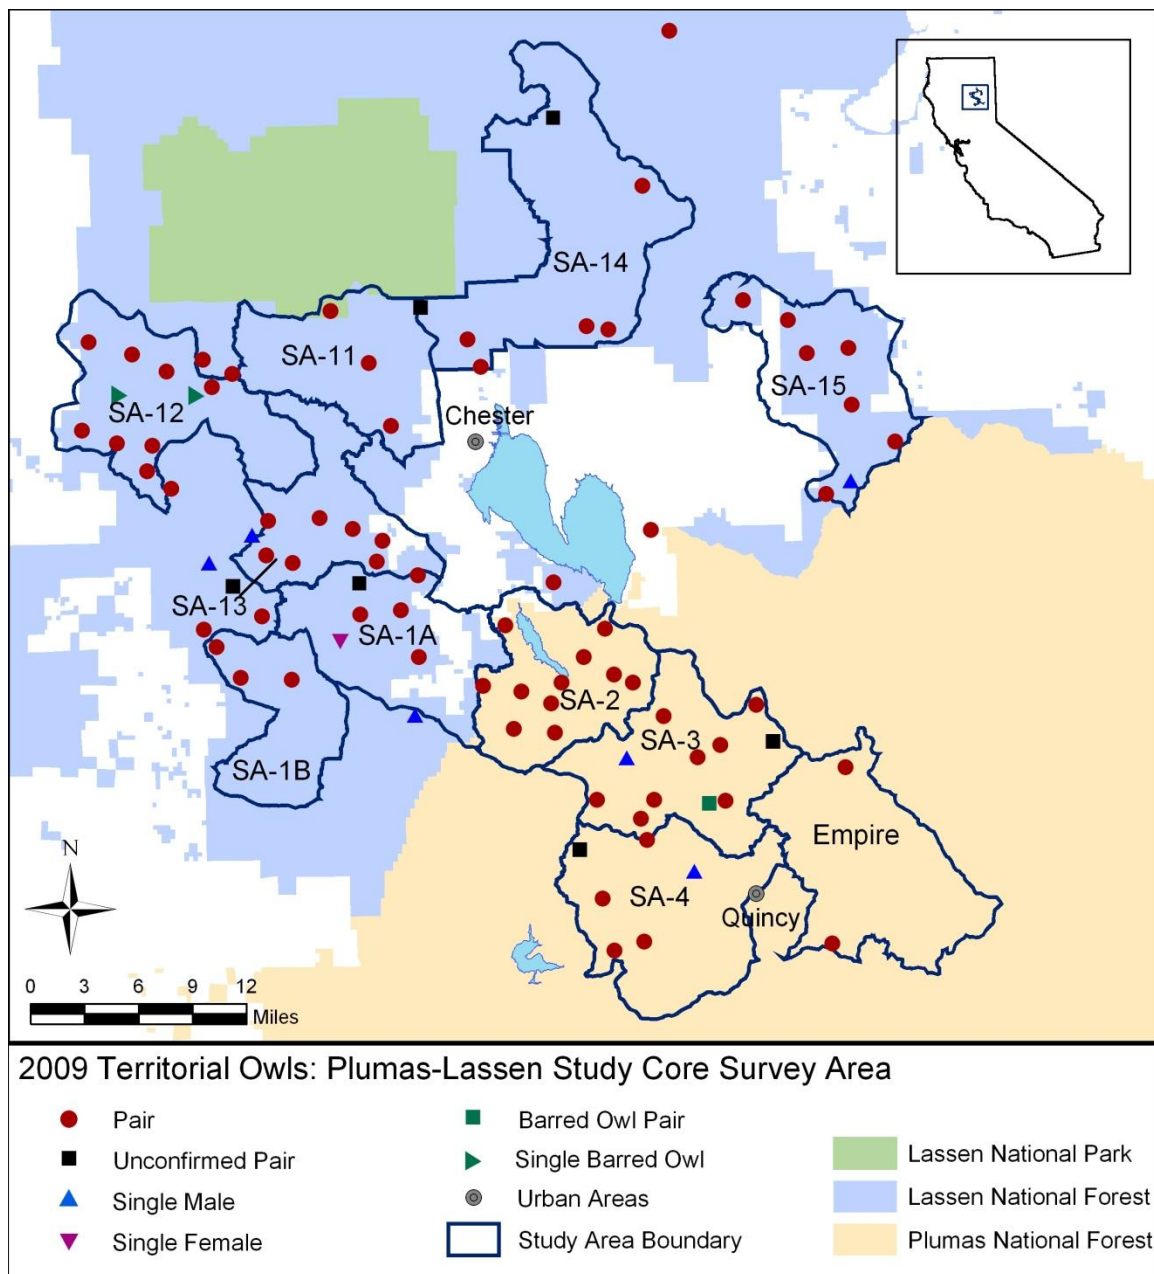 SA-14
SA-11
SA-15
SA-12
Chester
SA-13
SA-1A
SA-2
SA-3
SA-1B
Empire
N
SA-4
Quincy
0 3 6 9 12
Miles
2009 Territorial Owls: Plumas-Lassen Study Core Survey Area
Pair
Unconfirmed Pair
Single Male
Single Female
Barred Owl Pair
Single Barred Owl
Urban Areas
Study Area Boundary
Lassen National Park
Lassen National Forest
Plumas National Forest